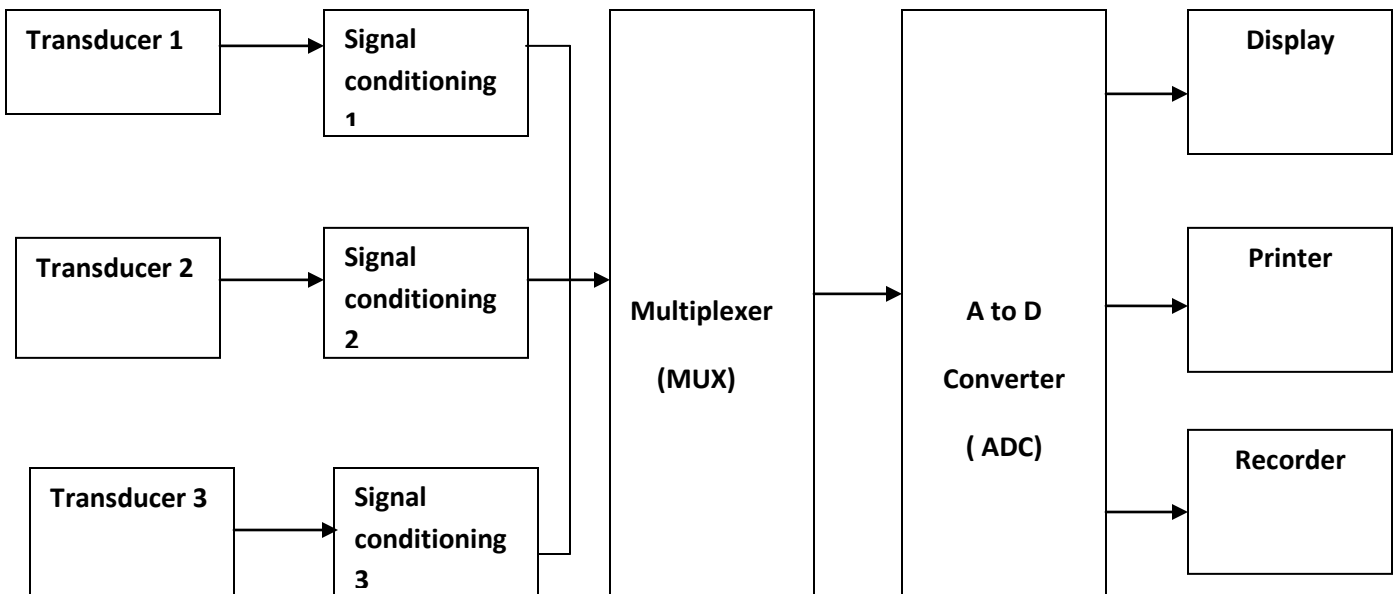 Transducer 1
Signal
conditioning
1
Display
Transducer 2
Signal
conditioning
2
Multiplexer
(MUX)
A to D
Converter
( ADC)
Printer
Transducer 3
Signal
conditioning
3
Recorder